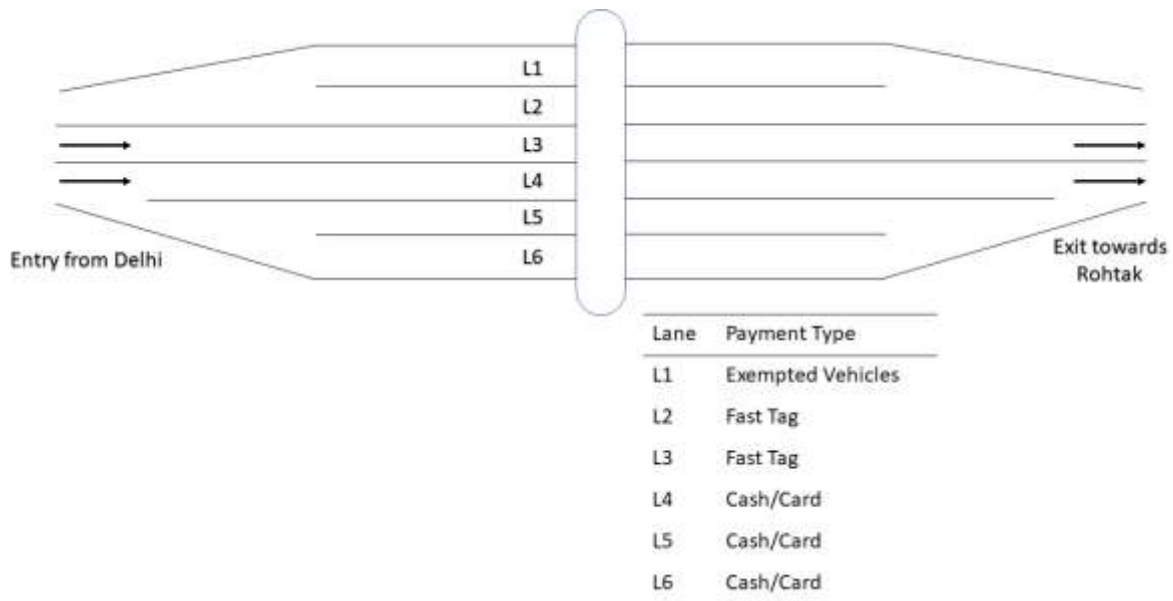 L1
L2
L3
L4
L5
L6
Entry from Delhi
Exit towards
Rohtak
Lane Payment Type
L1 Exempted Vehicles
L2 Fast Tag
L3 Fast Tag
L4 Cash/Card
L5 Cash/Card
L6 Cash/Card